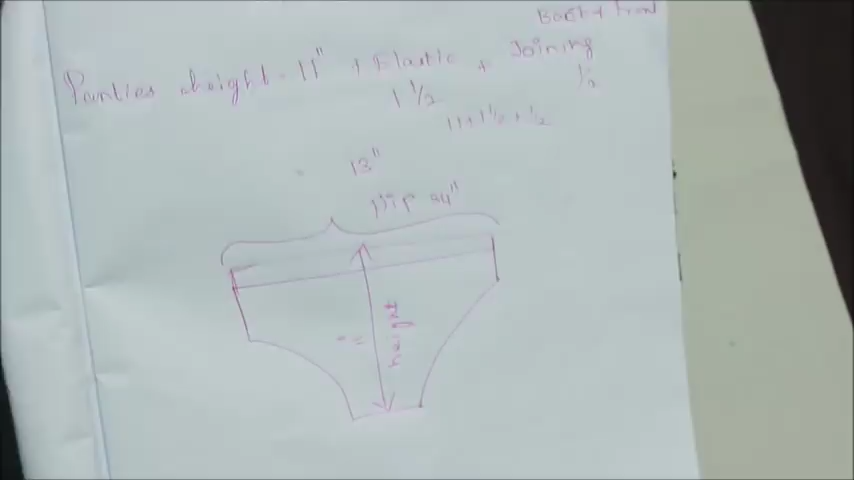 Back & Front
Panties height - 11" + Elastic + Joining
1 1/2 1/2
11 + 1 1/2 + 1/2
13"
Hip 34"
Height
11"